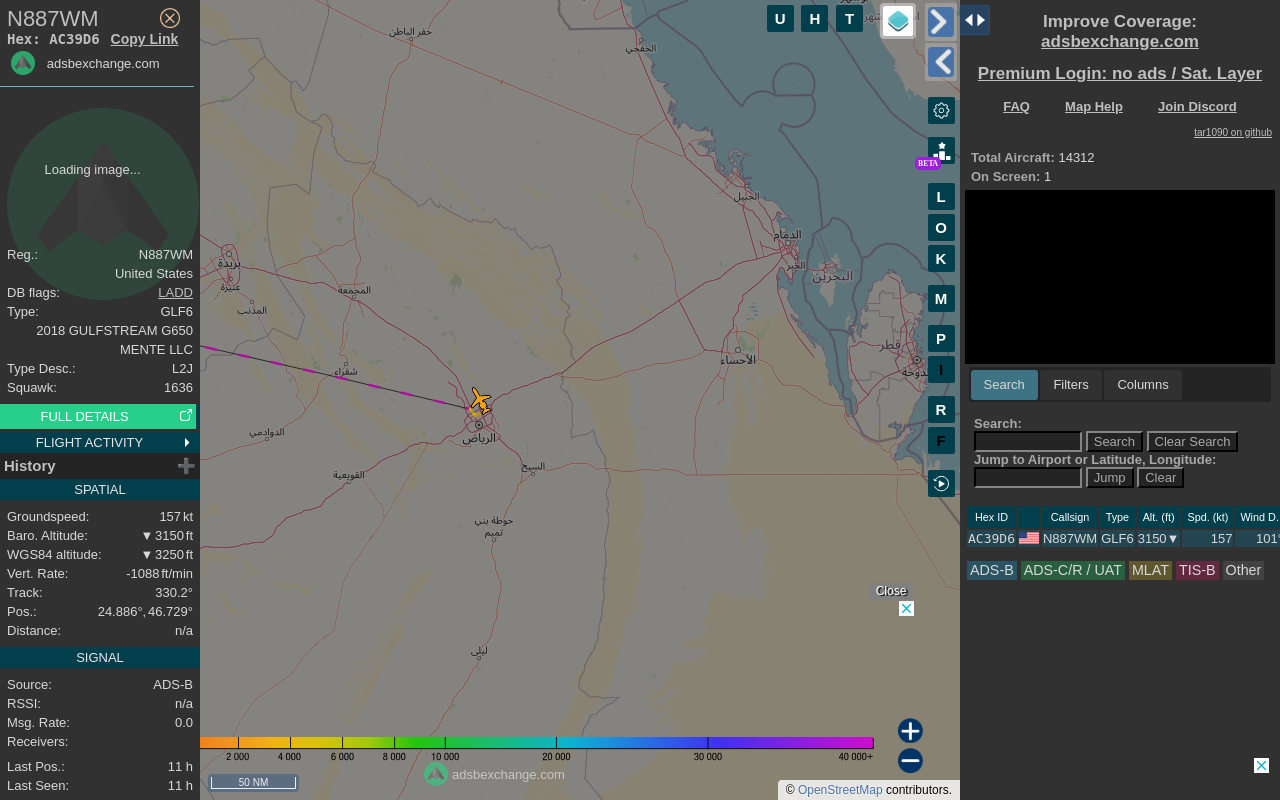 N887WM
Hex: AC39D6 Copy Link
adsbexchange.com
Loading image...
Reg.: N887WM
United States
DB flags: LADD
Type: GLF6
2018 GULFSTREAM G650
MENTE LLC
Type Desc.: L2J
Squawk: 1636
FULL DETAILS
FLIGHT ACTIVITY
History
SPATIAL
Groundspeed: 157 kt
Baro. Altitude: ▼ 3150 ft
WGS84 altitude: ▼ 3250 ft
Vert. Rate: -1088 ft/min
Track: 330.2°
Pos.: 24.886°, 46.729°
Distance: n/a
SIGNAL
Source: ADS-B
RSSI: n/a
Msg. Rate: 0.0
Receivers:
Last Pos.: 11 h
Last Seen: 11 h
حفر الباطن
الخفجي
الجبيل
الدمام
الخبر
البحرين
بريدة
عنيزة
المذنب
المجمعة
قطر
الدوحة
الأحساء
شقراء
الرياض
الدوادمي
السيح
القويعية
حوطة بني
تميم
ليلى
U H T
BETA
L
O
K
M
P
I
R
F
Close
2 000 4 000 6 000 8 000 10 000 20 000 30 000 40 000+
50 NM
adsbexchange.com
© OpenStreetMap contributors.
Improve Coverage:
adsbexchange.com
Premium Login: no ads / Sat. Layer
FAQ Map Help Join Discord
tar1090 on github
Total Aircraft: 14312
On Screen: 1
Search Filters Columns
Search:
Search Clear Search
Jump to Airport or Latitude, Longitude:
Jump Clear
Hex ID Callsign Type Alt. (ft) Spd. (kt) Wind D.
AC39D6 N887WM GLF6 3150▼ 157 101°
ADS-B ADS-C/R / UAT MLAT TIS-B Other